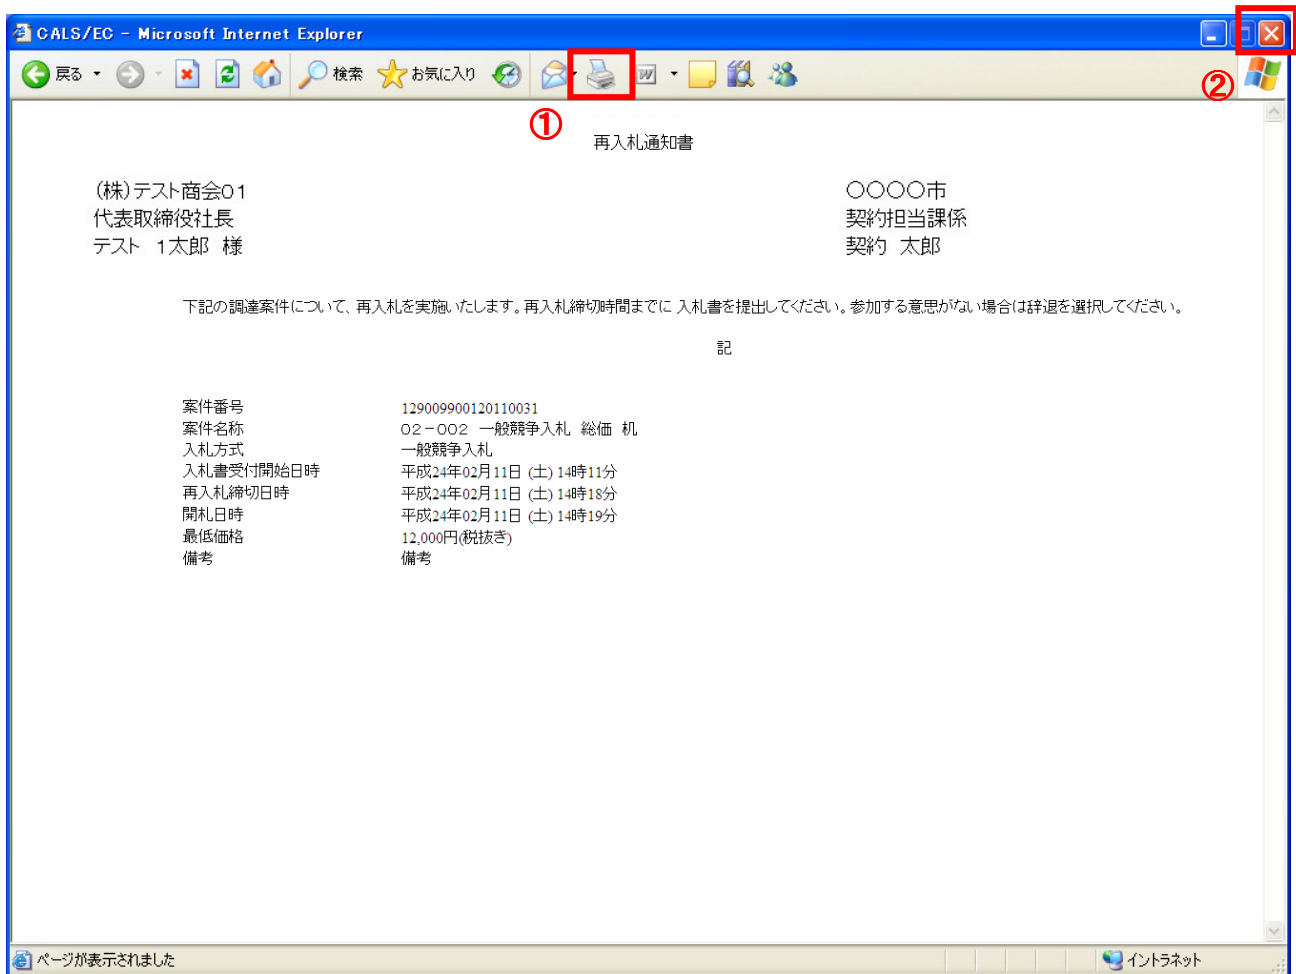 CALS/EC - Microsoft Internet Explorer
戻る 検索 お気に入り
①
②
再入札通知書
(株)テスト商会01
代表取締役社長
テスト 1太郎 様
○○○○市
契約担当課係
契約 太郎
下記の調達案件について、再入札を実施いたします。再入札締切時間までに 入札書を提出してください。参加する意思がない場合は辞退を選択してください。
記
案件番号 129009900120110031
案件名称 02-002 一般競争入札 総価 机
入札方式 一般競争入札
入札書受付開始日時 平成24年02月11日 (土) 14時11分
再入札締切日時 平成24年02月11日 (土) 14時18分
開札日時 平成24年02月11日 (土) 14時19分
最低価格 12,000円(税抜き)
備考 備考
ページが表示されました
イントラネット